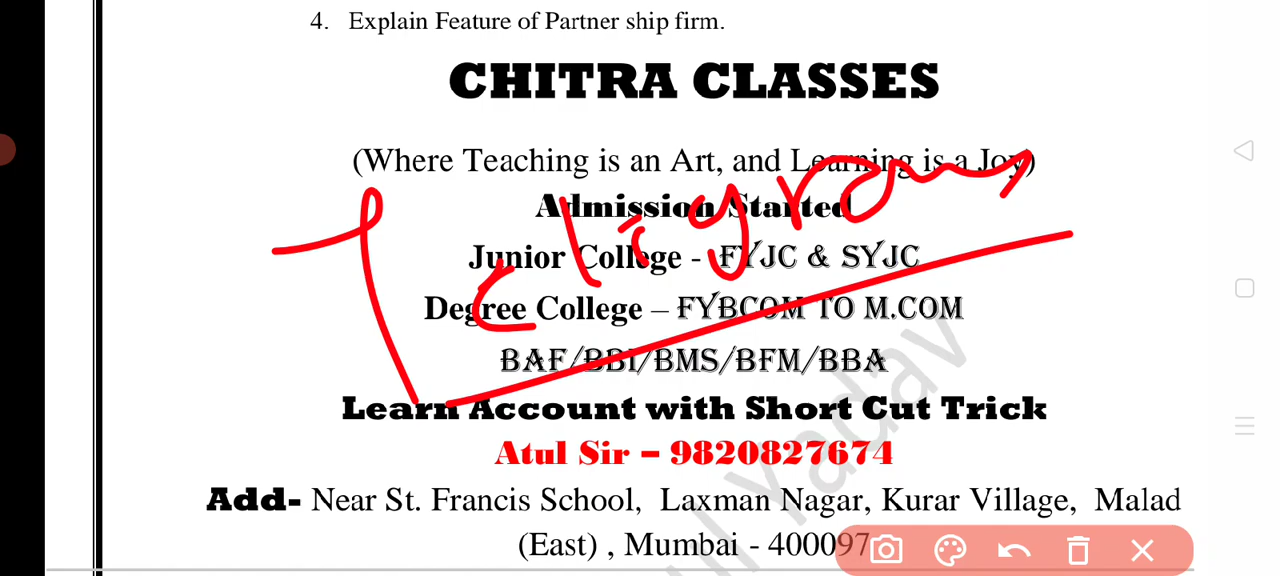 4. Explain Feature of Partner ship firm.
CHITRA CLASSES
(Where Teaching is an Art, and Learning is a Joy)
Admission Started
Junior College - FYJC & SYJC
Degree College – FYBCOM TO M.COM
BAF/BBI/BMS/BFM/BBA
Learn Account with Short Cut Trick
Atul Sir – 9820827674
Add- Near St. Francis School, Laxman Nagar, Kurar Village, Malad
(East) , Mumbai - 400097
Yadav